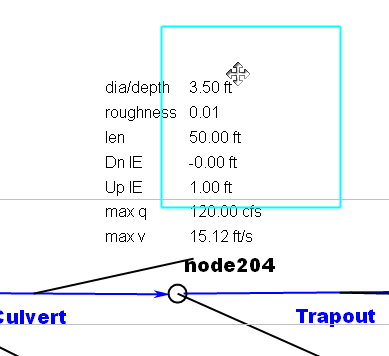 dia/depth 3.50 ft
roughness 0.01
len 50.00 ft
Dn IE -0.00 ft
Up IE 1.00 ft
max q 120.00 cfs
max v 15.12 ft/s
node204
Culvert Trapout